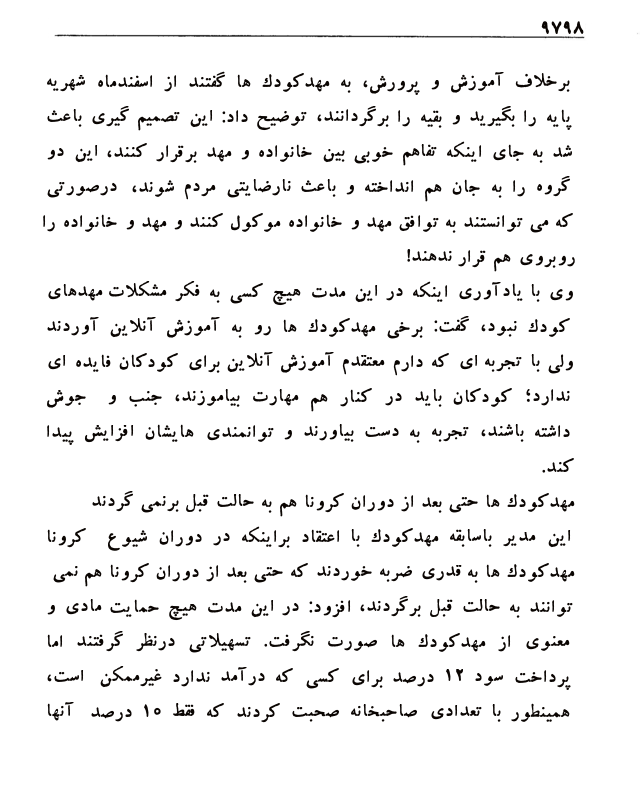 ۹۷۹۸
برخلاف آموزش و پرورش، به مهدکودك ها گفتند از اسفندماه شهریه
پایه را بگیرید و بقیه را برگردانند، توضیح داد: این تصمیم گیری باعث
شد به جای اینکه تفاهم خوبی بین خانواده و مهد برقرار کنند، این دو
گروه را به جان هم انداخته و باعث نارضایتی مردم شوند، درصورتی
که می توانستند به توافق مهد و خانواده موکول کنند و مهد و خانواده را
روبروی هم قرار ندهند!
وی با یادآوری اینکه در این مدت هیچ کسی به فکر مشکلات مهدهای
کودك نبود، گفت: برخی مهدکودك ها رو به آموزش آنلاین آوردند
ولی با تجربه ای که دارم معتقدم آموزش آنلاین برای کودکان فایده ای
ندارد؛ کودکان باید در کنار هم مهارت بیاموزند، جنب و جوش
داشته باشند، تجربه به دست بیاورند و توانمندی هایشان افزایش پیدا
کند.
مهدکودك ها حتی بعد از دوران کرونا هم به حالت قبل برنمی گردند
این مدیر باسابقه مهدکودك با اعتقاد براینکه در دوران شیوع کرونا
مهدکودك ها به قدری ضربه خوردند که حتی بعد از دوران کرونا هم نمی
توانند به حالت قبل برگردند، افزود: در این مدت هیچ حمایت مادی و
معنوی از مهدکودك ها صورت نگرفت. تسهیلاتی درنظر گرفتند اما
پرداخت سود ۱۲ درصد برای کسی که درآمد ندارد غیرممکن است،
همینطور با تعدادی صاحبخانه صحبت کردند که فقط ۱۵ درصد آنها